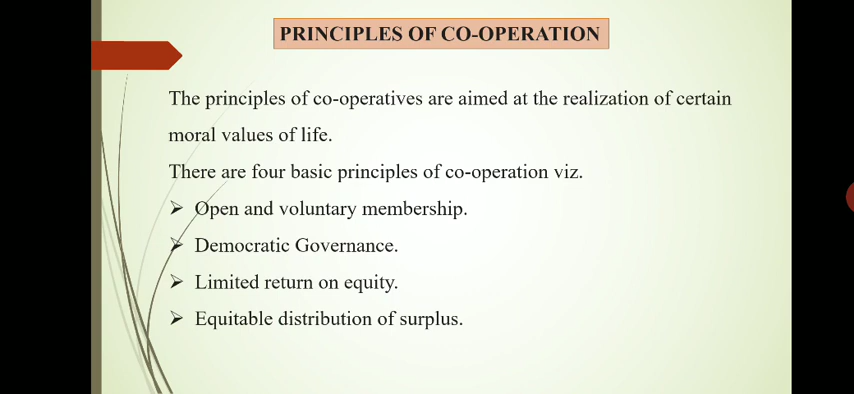 PRINCIPLES OF CO-OPERATION
The principles of co-operatives are aimed at the realization of certain
moral values of life.
There are four basic principles of co-operation viz.
➢ Open and voluntary membership.
➢ Democratic Governance.
➢ Limited return on equity.
➢ Equitable distribution of surplus.